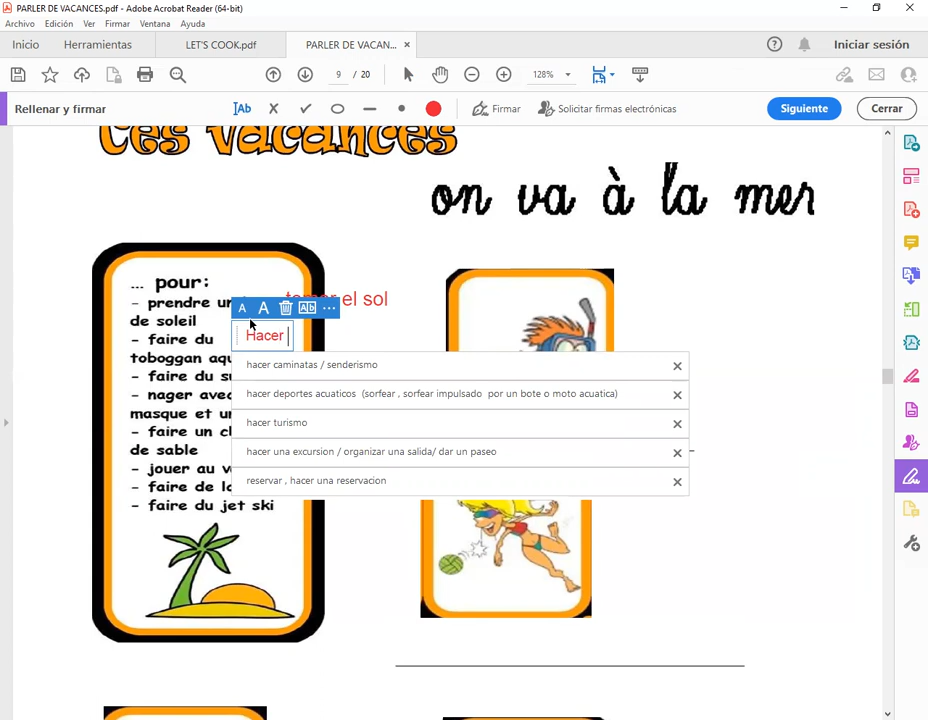 PARLER DE VACANCES.pdf - Adobe Acrobat Reader (64-bit)
Archivo Edición Ver Firmar Ventana Ayuda
Inicio Herramientas LET'S COOK.pdf PARLER DE VACAN... × Iniciar sesión
9 / 20 128%
Rellenar y firmar Ab Firmar Solicitar firmas electrónicas Siguiente Cerrar
Ces vacances
on va à la mer
... pour:
- prendre un
de soleil
- faire du
toboggan aqu
- faire du su
- nager avec
masque et un
- faire un ch
de sable
- jouer au v
- faire de la
- faire du jet ski
tomar el sol
A A Ab ...
Hacer
hacer caminatas / senderismo
hacer deportes acuaticos (sorfear , sorfear impulsado por un bote o moto acuatica)
hacer turismo
hacer una excursion / organizar una salida/ dar un paseo
reservar , hacer una reservacion